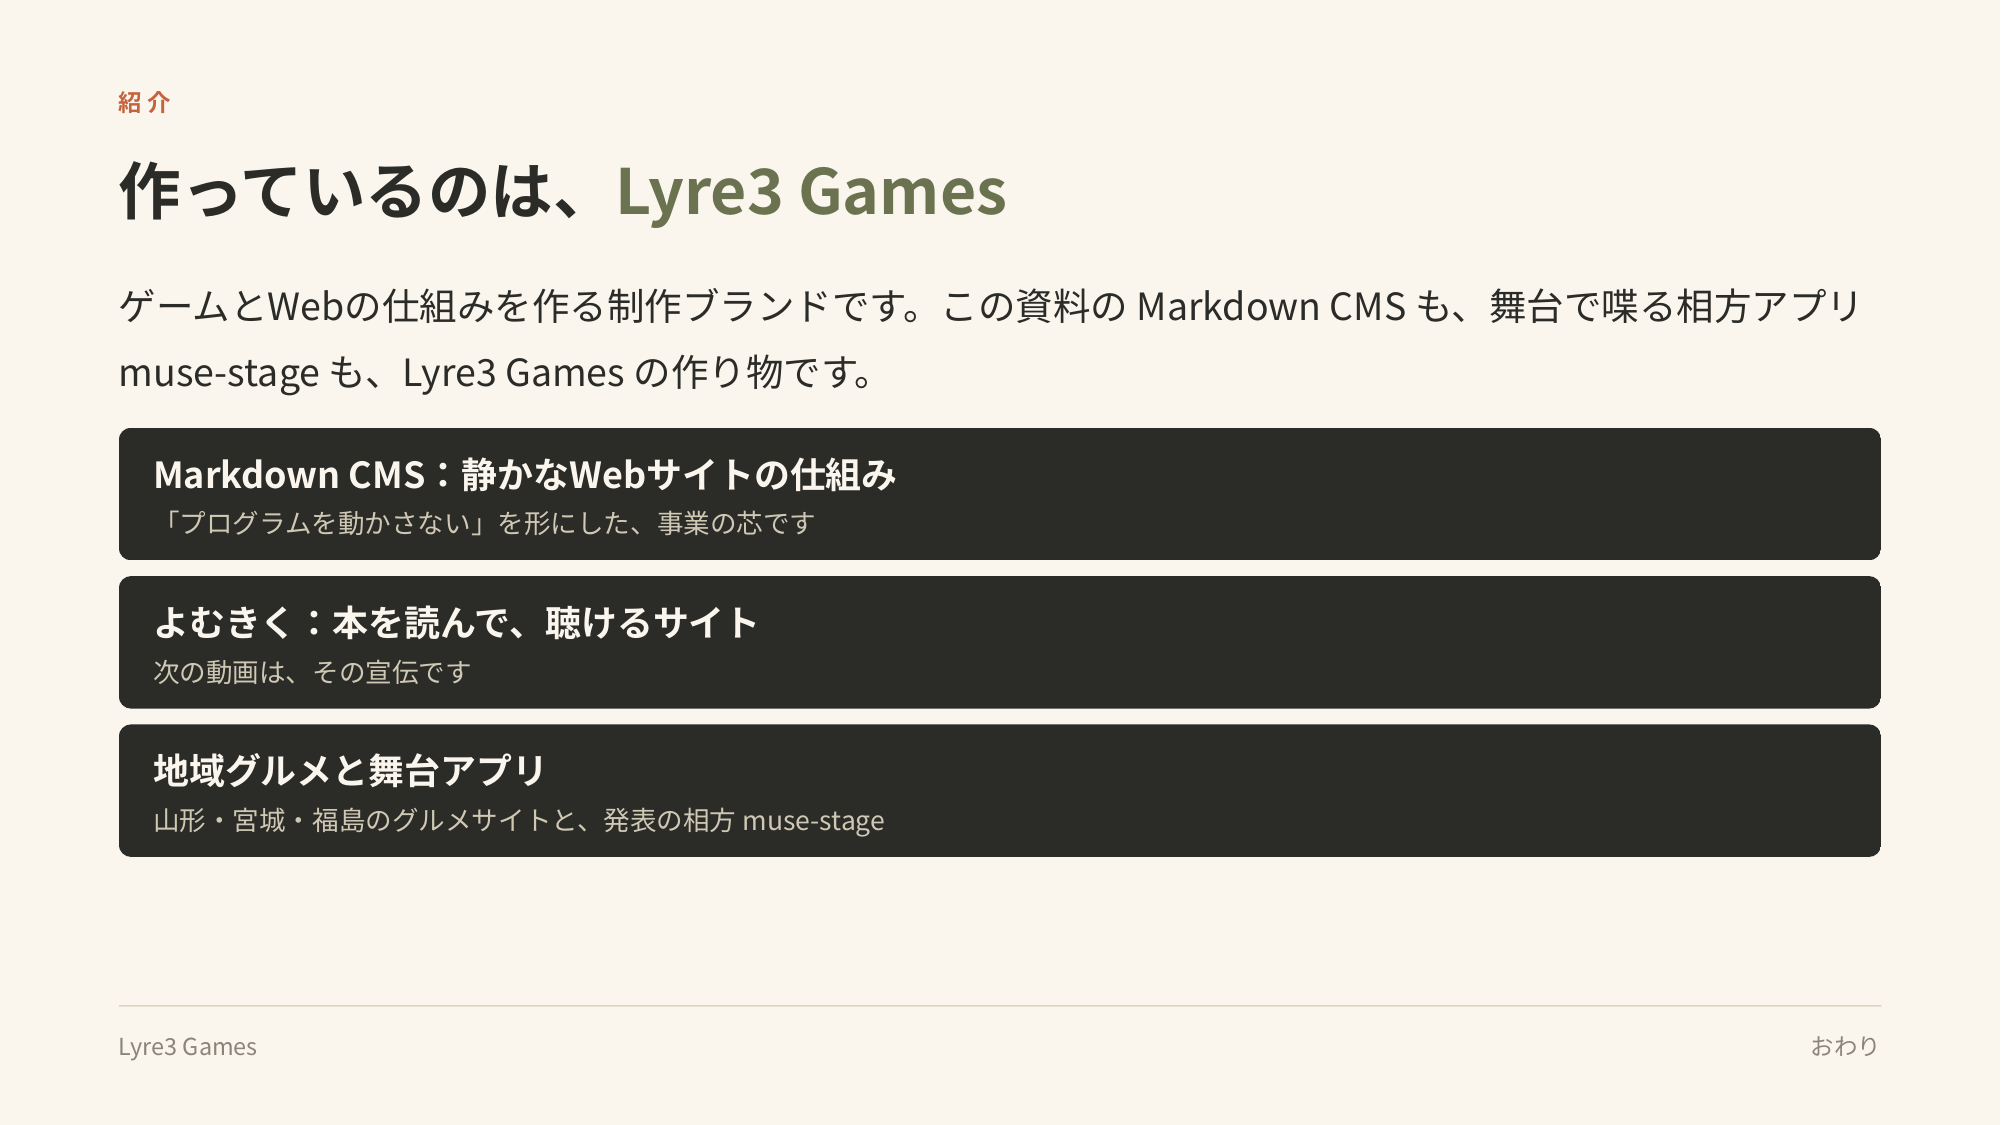 紹介
作っているのは、Lyre3 Games
ゲームとWebの仕組みを作る制作ブランドです。この資料の Markdown CMS も、舞台で喋る相方アプリ
muse-stage も、Lyre3 Games の作り物です。
Markdown CMS：静かなWebサイトの仕組み
「プログラムを動かさない」を形にした、事業の芯です
よむきく：本を読んで、聴けるサイト
次の動画は、その宣伝です
地域グルメと舞台アプリ
山形・宮城・福島のグルメサイトと、発表の相方 muse-stage
Lyre3 Games
おわり